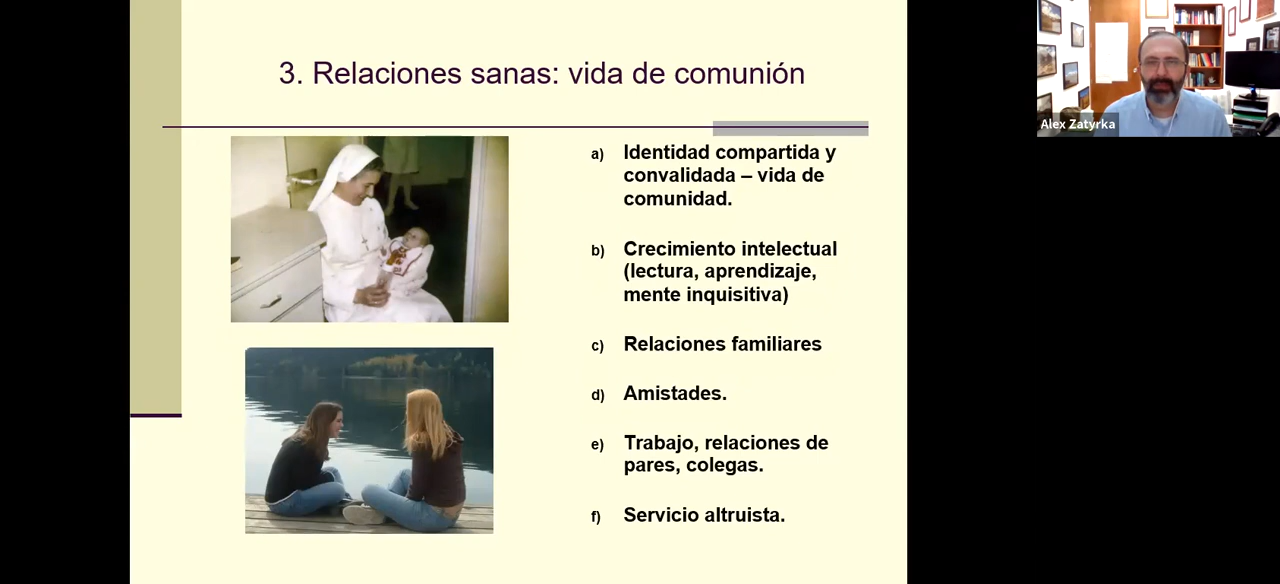 3. Relaciones sanas: vida de comunión
Alex Zatyrka
a) Identidad compartida y
convalidada – vida de
comunidad.
b) Crecimiento intelectual
(lectura, aprendizaje,
mente inquisitiva)
c) Relaciones familiares
d) Amistades.
e) Trabajo, relaciones de
pares, colegas.
f) Servicio altruista.